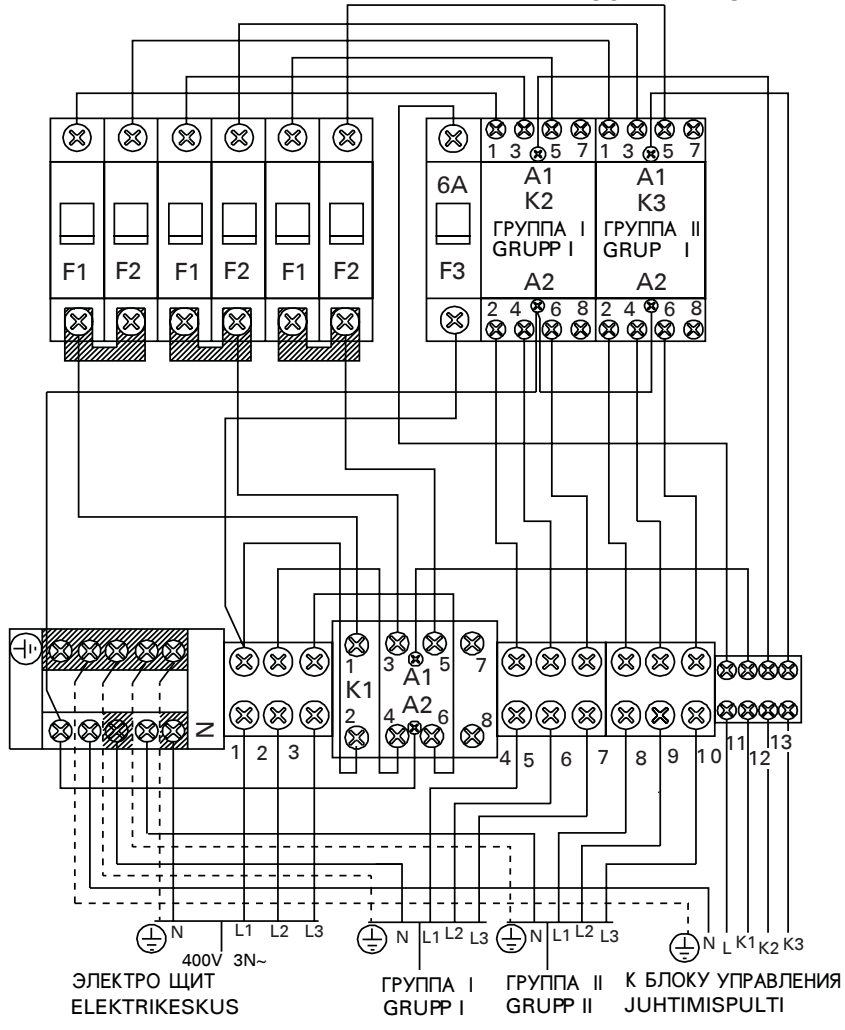 1 3 5 7 1 3 5 7
6A A1 A1
K2 K3
ГРУППА I ГРУППА II
GRUPP I GRUP I
F1 F2 F1 F2 F1 F2 F3
A2 A2
2 4 6 8 2 4 6 8
1 3 5 7
K1 A1
A2
2 4 6 8
N
1 2 3 4 5 6 7 8 9 10 11 12 13
N L1 L2 L3 N L1 L2 L3 N L1 L2 L3 N L K1 K2 K3
400V 3N~
ЭЛЕКТРО ЩИТ ГРУППА I ГРУППА II К БЛОКУ УПРАВЛЕНИЯ
ELEKTRIKESKUS GRUPP I GRUPP II JUHTIMISPULTI